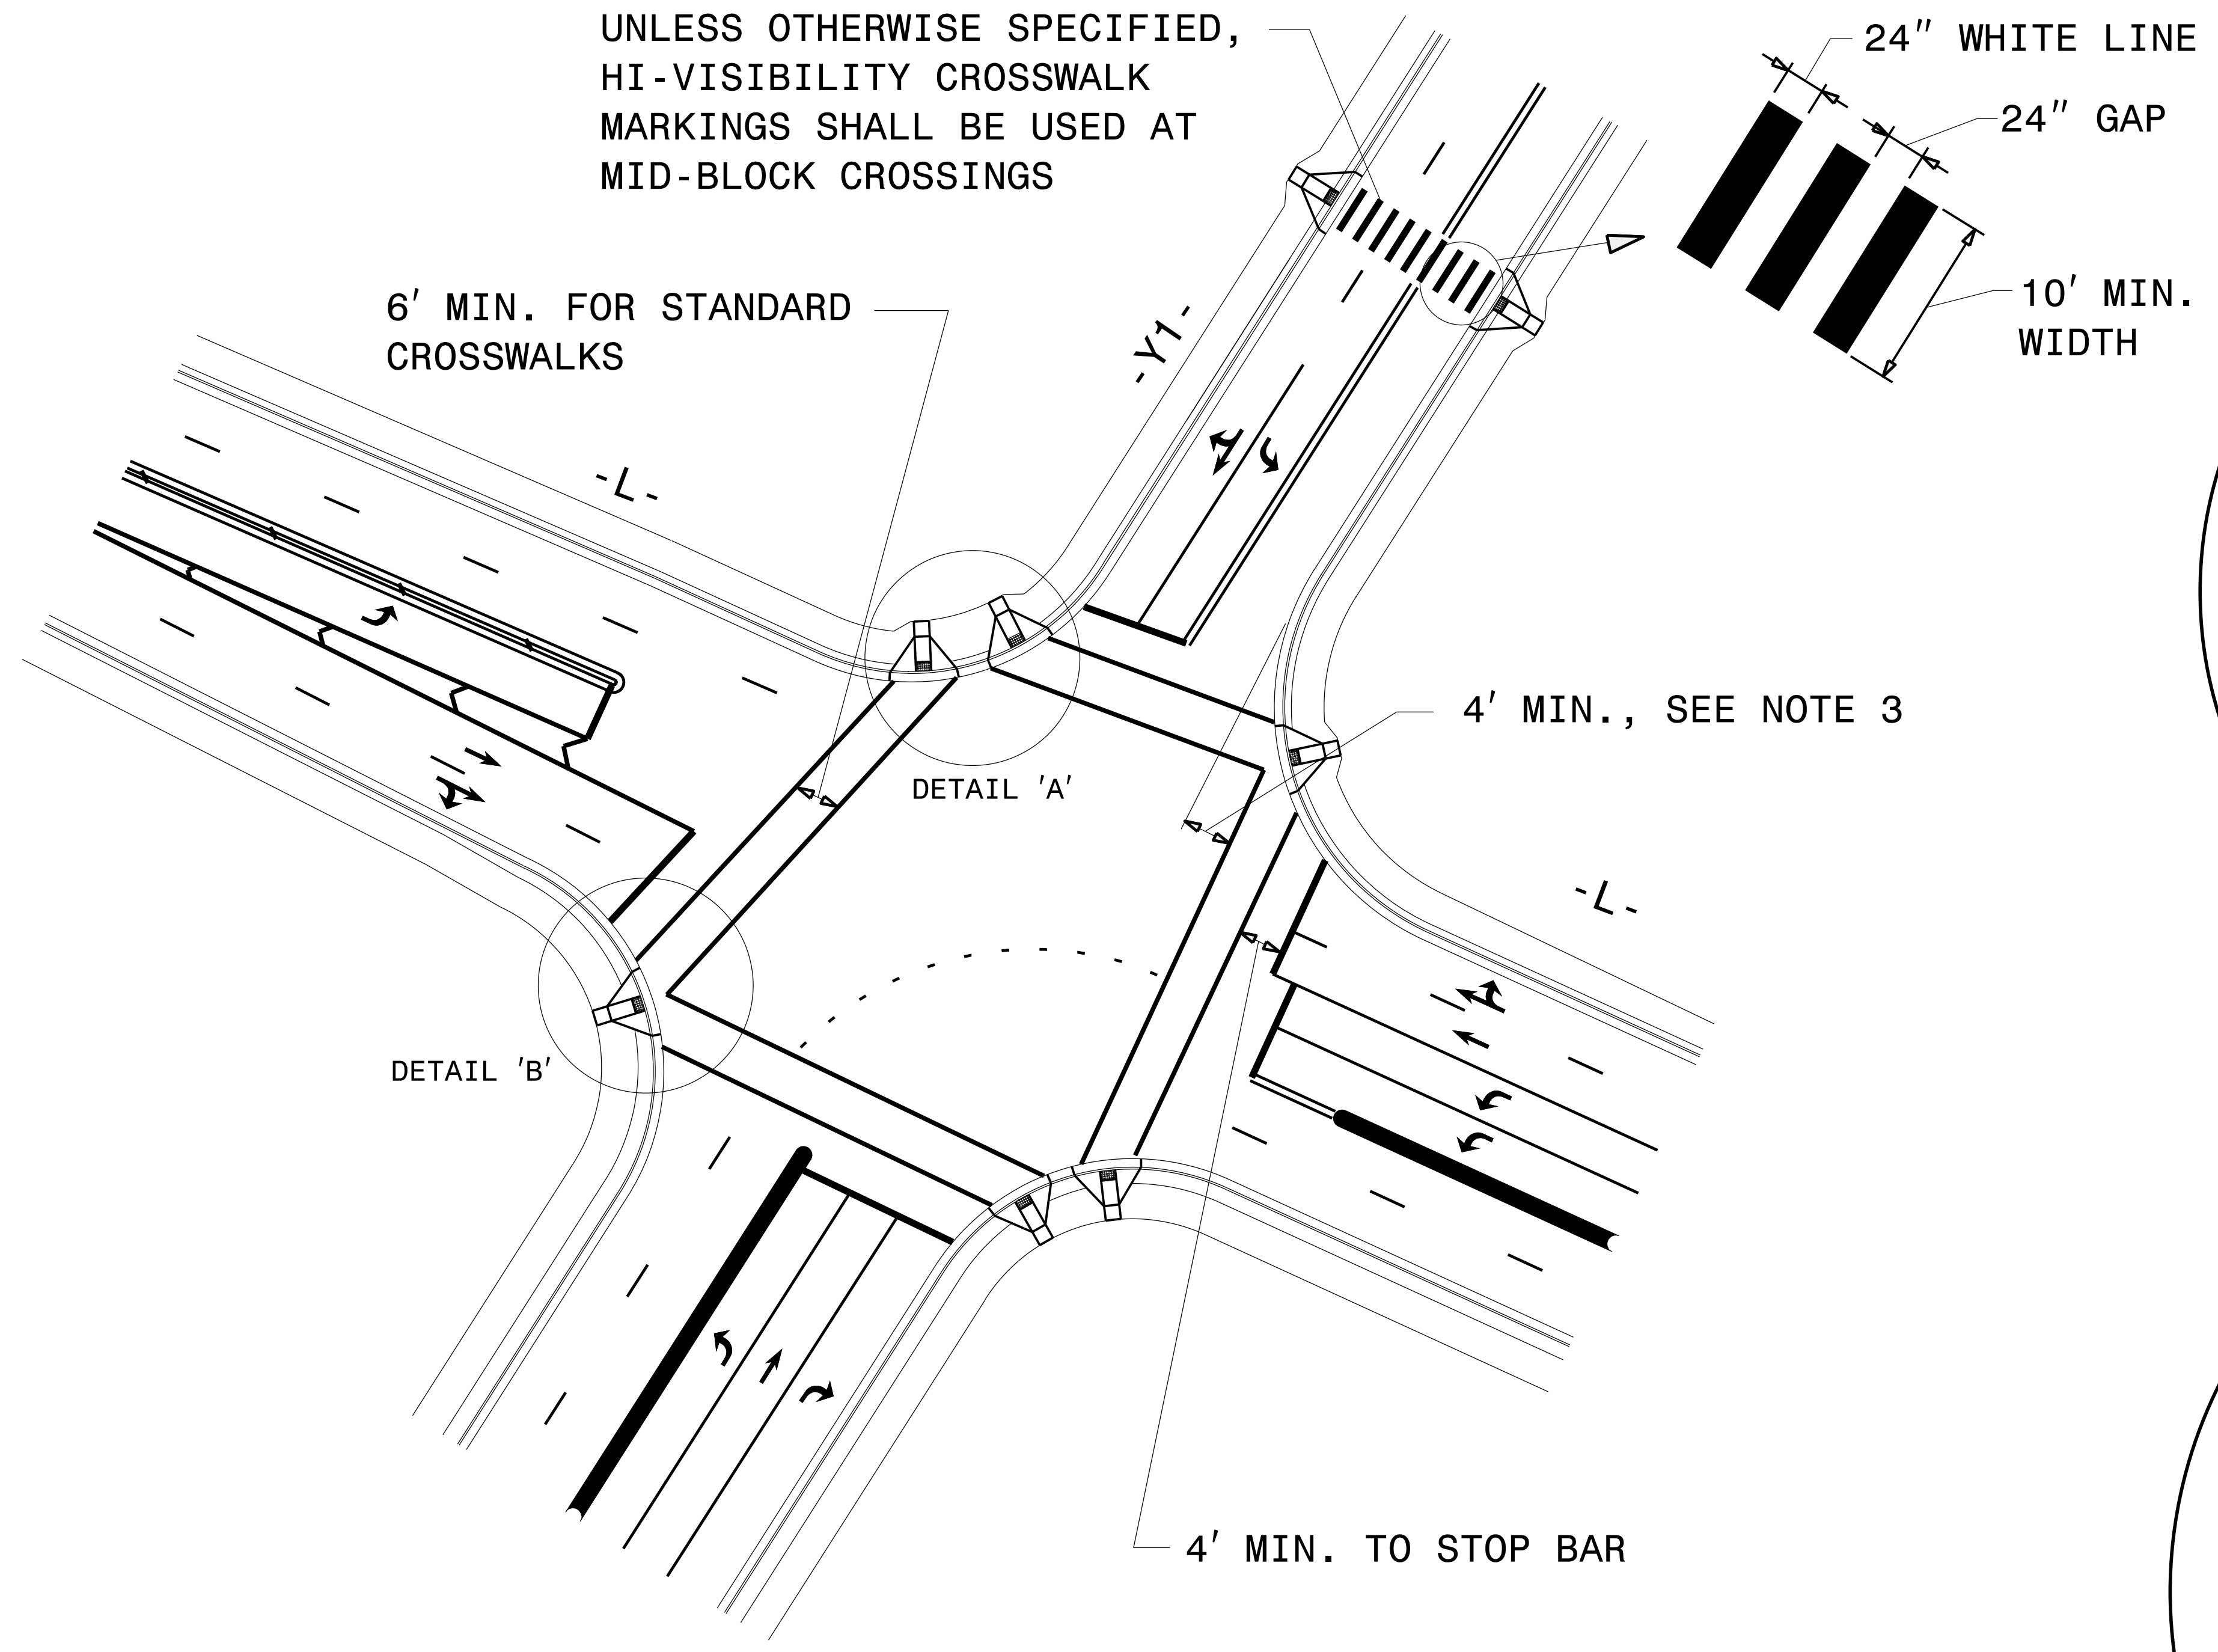 UNLESS OTHERWISE SPECIFIED,
HI-VISIBILITY CROSSWALK
MARKINGS SHALL BE USED AT
MID-BLOCK CROSSINGS
24" WHITE LINE
24" GAP
10' MIN.
WIDTH
6' MIN. FOR STANDARD
CROSSWALKS
-Y1-
-L-
4' MIN., SEE NOTE 3
DETAIL 'A'
-L-
DETAIL 'B'
4' MIN. TO STOP BAR